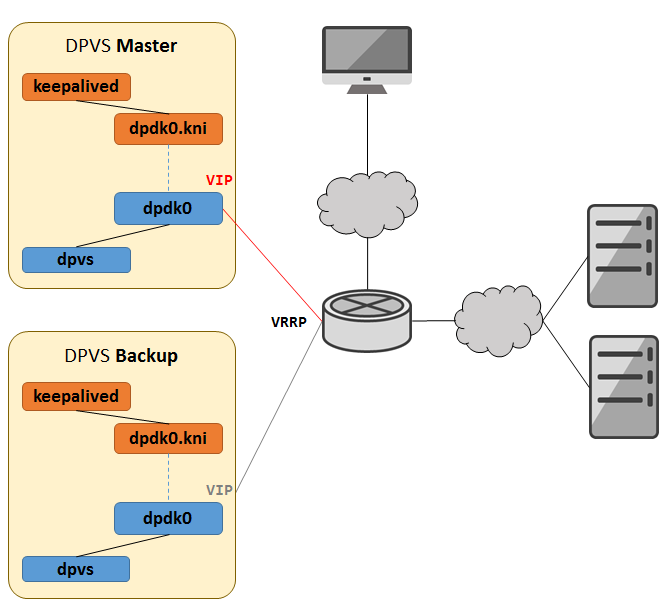 DPVS Master
keepalived
dpdk0.kni
VIP
dpdk0
dpvs
VRRP
DPVS Backup
keepalived
dpdk0.kni
VIP
dpdk0
dpvs